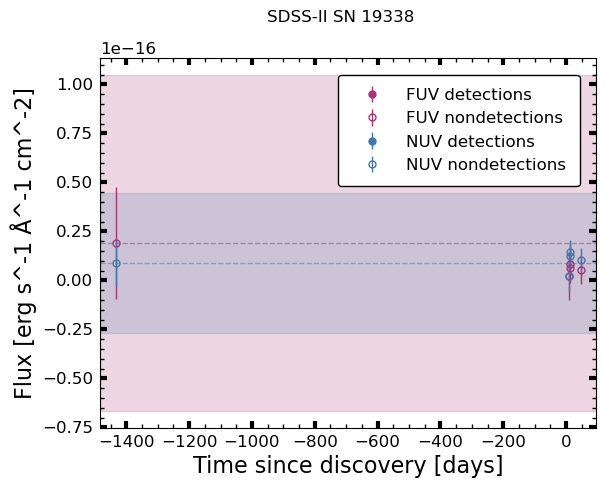 SDSS-II SN 19338
1e−16
FUV detections
FUV nondetections
NUV detections
NUV nondetections
1.00
0.75
0.50
0.25
0.00
−0.25
−0.50
−0.75
Flux [erg s^-1 Å^-1 cm^-2]
−1400 −1200 −1000 −800 −600 −400 −200 0
Time since discovery [days]